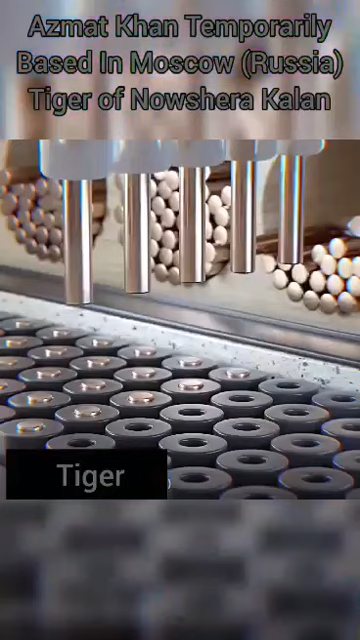 Azmat Khan Temporarily
Based In Moscow (Russia)
Tiger of Nowshera Kalan
Tiger